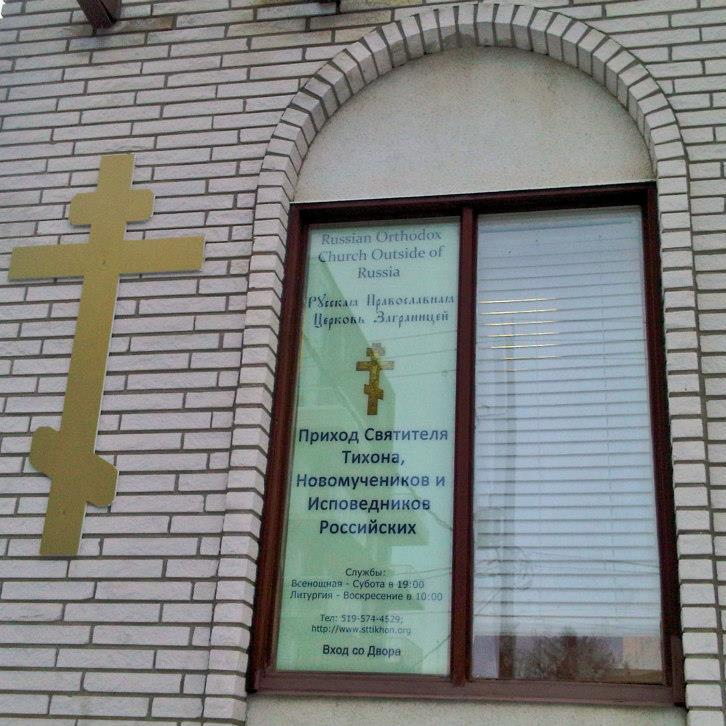 Russian Orthodox
Church Outside of
Russia
Русская Православная
Церковь Заграницей
Приход Святителя
Тихона,
Новомучеников и
Исповедников
Российских
Службы:
Всенощная - Субота в 19:00
Литургия - Воскресение в 10:00
Тел: 519-574-4529;
http://www.sttikhon.org
Вход со Двора